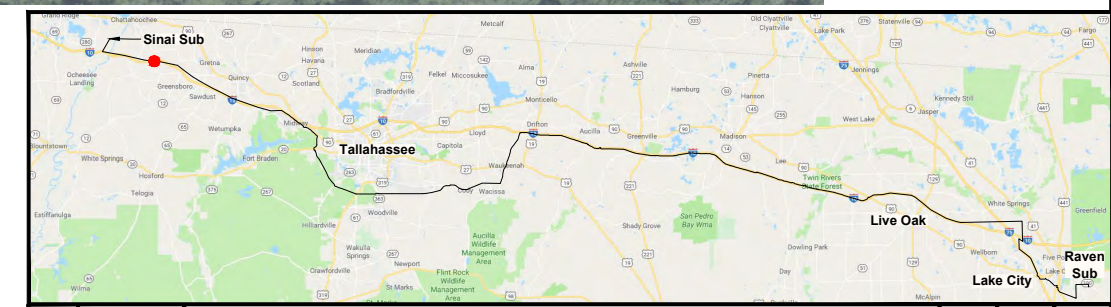 Grand Ridge
Chattahoochee
Metcalf
Old Clyattville
Clyattville
Statenville
Fargo
Sinai Sub
Hinson
Havana
Meridian
Alma
Ashville
Pinetta
Jennings
Gretna
Quincy
Scotland
Felkel
Miccosukee
Hamburg
Hanson
Ocheesee
Landing
Greensboro
Sawdust
Bradfordville
Monticello
Kennedy Still
Jasper
Wetumpka
Midway
Lloyd
Drifton
Aucilla
Greenville
Madison
West Lake
Blountstown
White Springs
Fort Braden
Tallahassee
Capitola
Waukeenah
Lee
Hosford
Telogia
Cody
Wacissa
Twin Rivers
State Forest
White Springs
Woodville
Estiffanulga
Hilliardville
San Pedro
Bay Wma
Live Oak
Greenfield
Shady Grove
Aucilla
Wildlife
Management
Area
Wakulla
Springs
Newport
Dowling Park
Wellborn
Five Po
Raven
Sub
Crawfordville
Flint Rock
Wildlife
Management
Area
Day
Lake City
Lake C
Wilma
St Marks
McAlpin